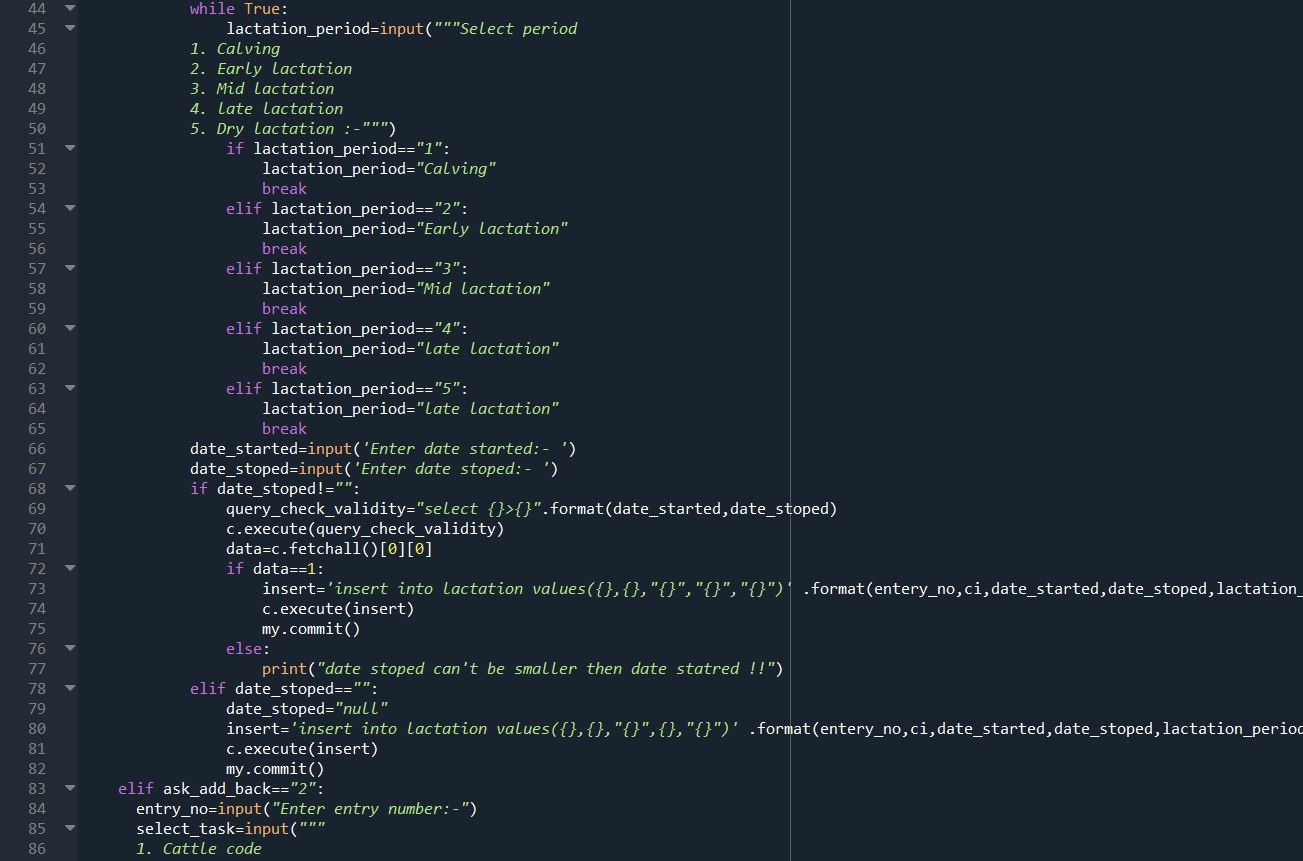 44 while True:
45 lactation_period=input("""Select period
46 1. Calving
47 2. Early lactation
48 3. Mid lactation
49 4. late lactation
50 5. Dry lactation :-""")
51 if lactation_period=="1":
52 lactation_period="Calving"
53 break
54 elif lactation_period=="2":
55 lactation_period="Early lactation"
56 break
57 elif lactation_period=="3":
58 lactation_period="Mid lactation"
59 break
60 elif lactation_period=="4":
61 lactation_period="late lactation"
62 break
63 elif lactation_period=="5":
64 lactation_period="late lactation"
65 break
66 date_started=input('Enter date started:- ')
67 date_stoped=input('Enter date stoped:- ')
68 if date_stoped!="":
69 query_check_validity="select {}>{}".format(date_started,date_stoped)
70 c.execute(query_check_validity)
71 data=c.fetchall()[0][0]
72 if data==1:
73 insert='insert into lactation values({},{},"{}","{}","{}")' .format(entery_no,ci,date_started,date_stoped,lactation_
74 c.execute(insert)
75 my.commit()
76 else:
77 print("date stoped can't be smaller then date statred !!")
78 elif date_stoped=="":
79 date_stoped="null"
80 insert='insert into lactation values({},{},"{}",{},"{}")' .format(entery_no,ci,date_started,date_stoped,lactation_period
81 c.execute(insert)
82 my.commit()
83 elif ask_add_back=="2":
84 entry_no=input("Enter entry number:-")
85 select_task=input("""
86 1. Cattle code